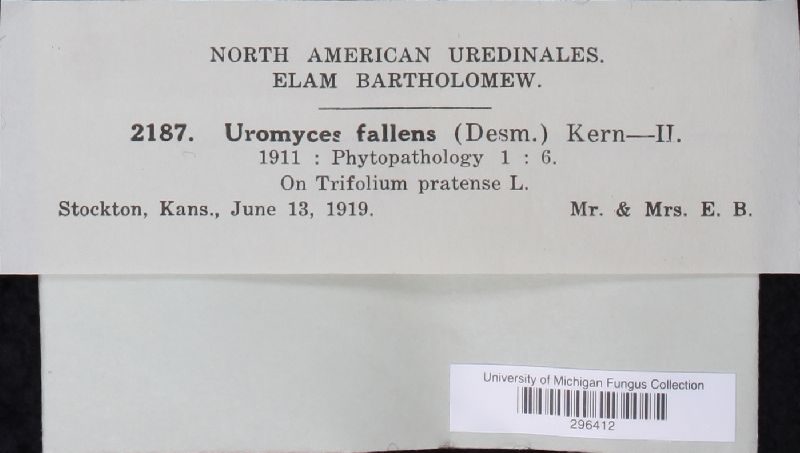 NORTH AMERICAN UREDINALES.
ELAM BARTHOLOMEW.
2187. Uromyces fallens (Desm.) Kern—II.
1911 : Phytopathology 1 : 6.
On Trifolium pratense L.
Stockton, Kans., June 13, 1919. Mr. & Mrs. E. B.
University of Michigan Fungus Collection
296412